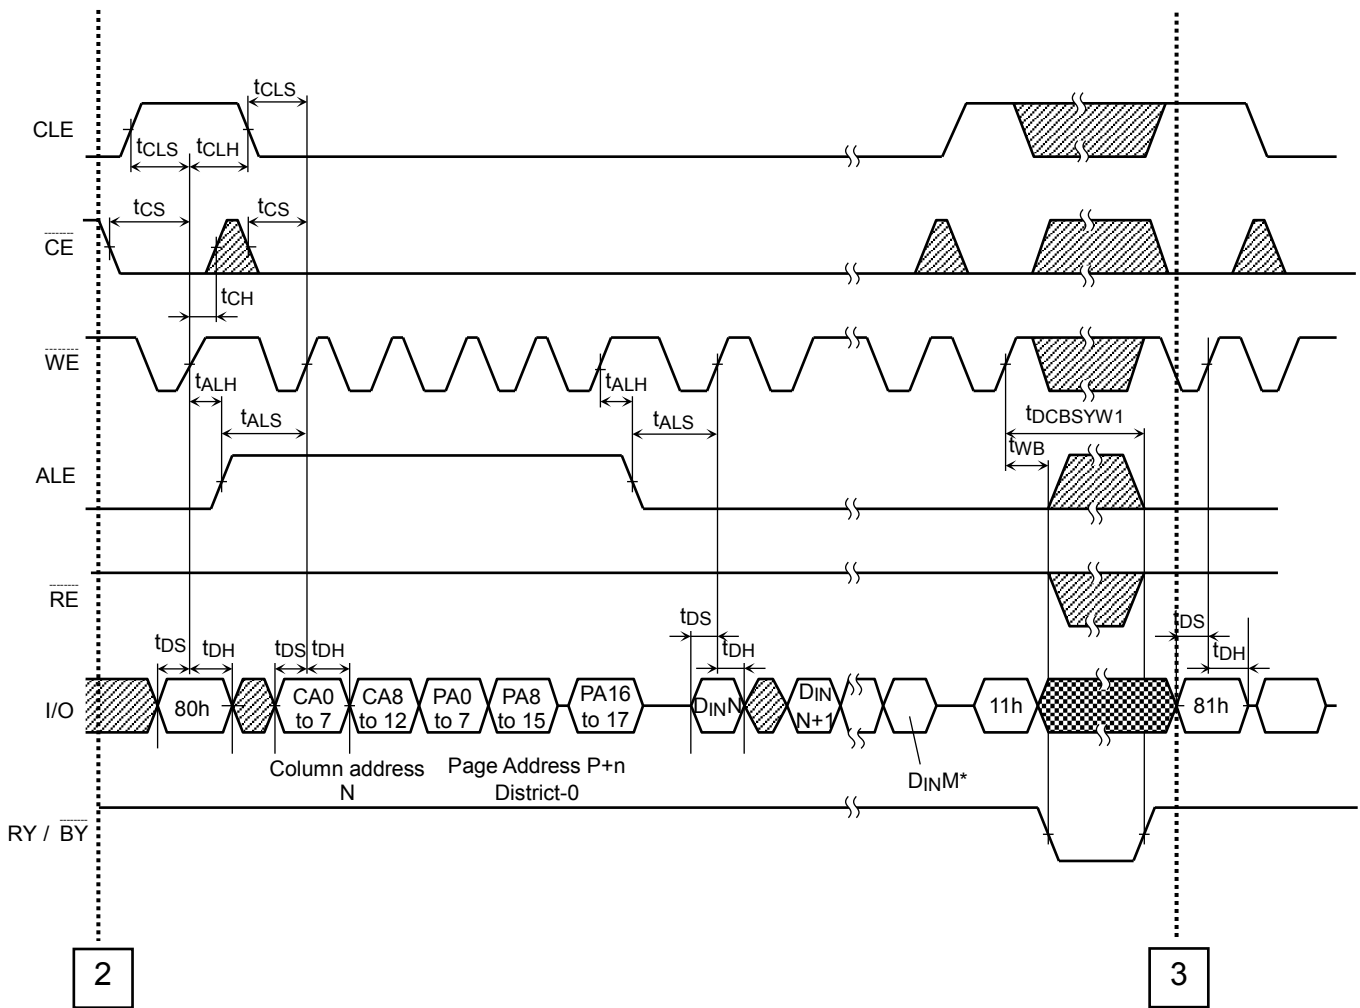 tCLS
CLE
tCLS tCLH
tCS tCS
CE
tCH
WE
tALH tALH
tALS tALS
tDCBSYW1
tWB
ALE
RE
tDS tDH tDS tDH tDS tDH tDS tDH
I/O
80h
CA0
to 7
CA8
to 12
PA0
to 7
PA8
to 15
PA16
to 17
DINN
DIN
N+1
11h
81h
Column address
N
Page Address P+n
District-0
DINM*
RY / BY
2
3